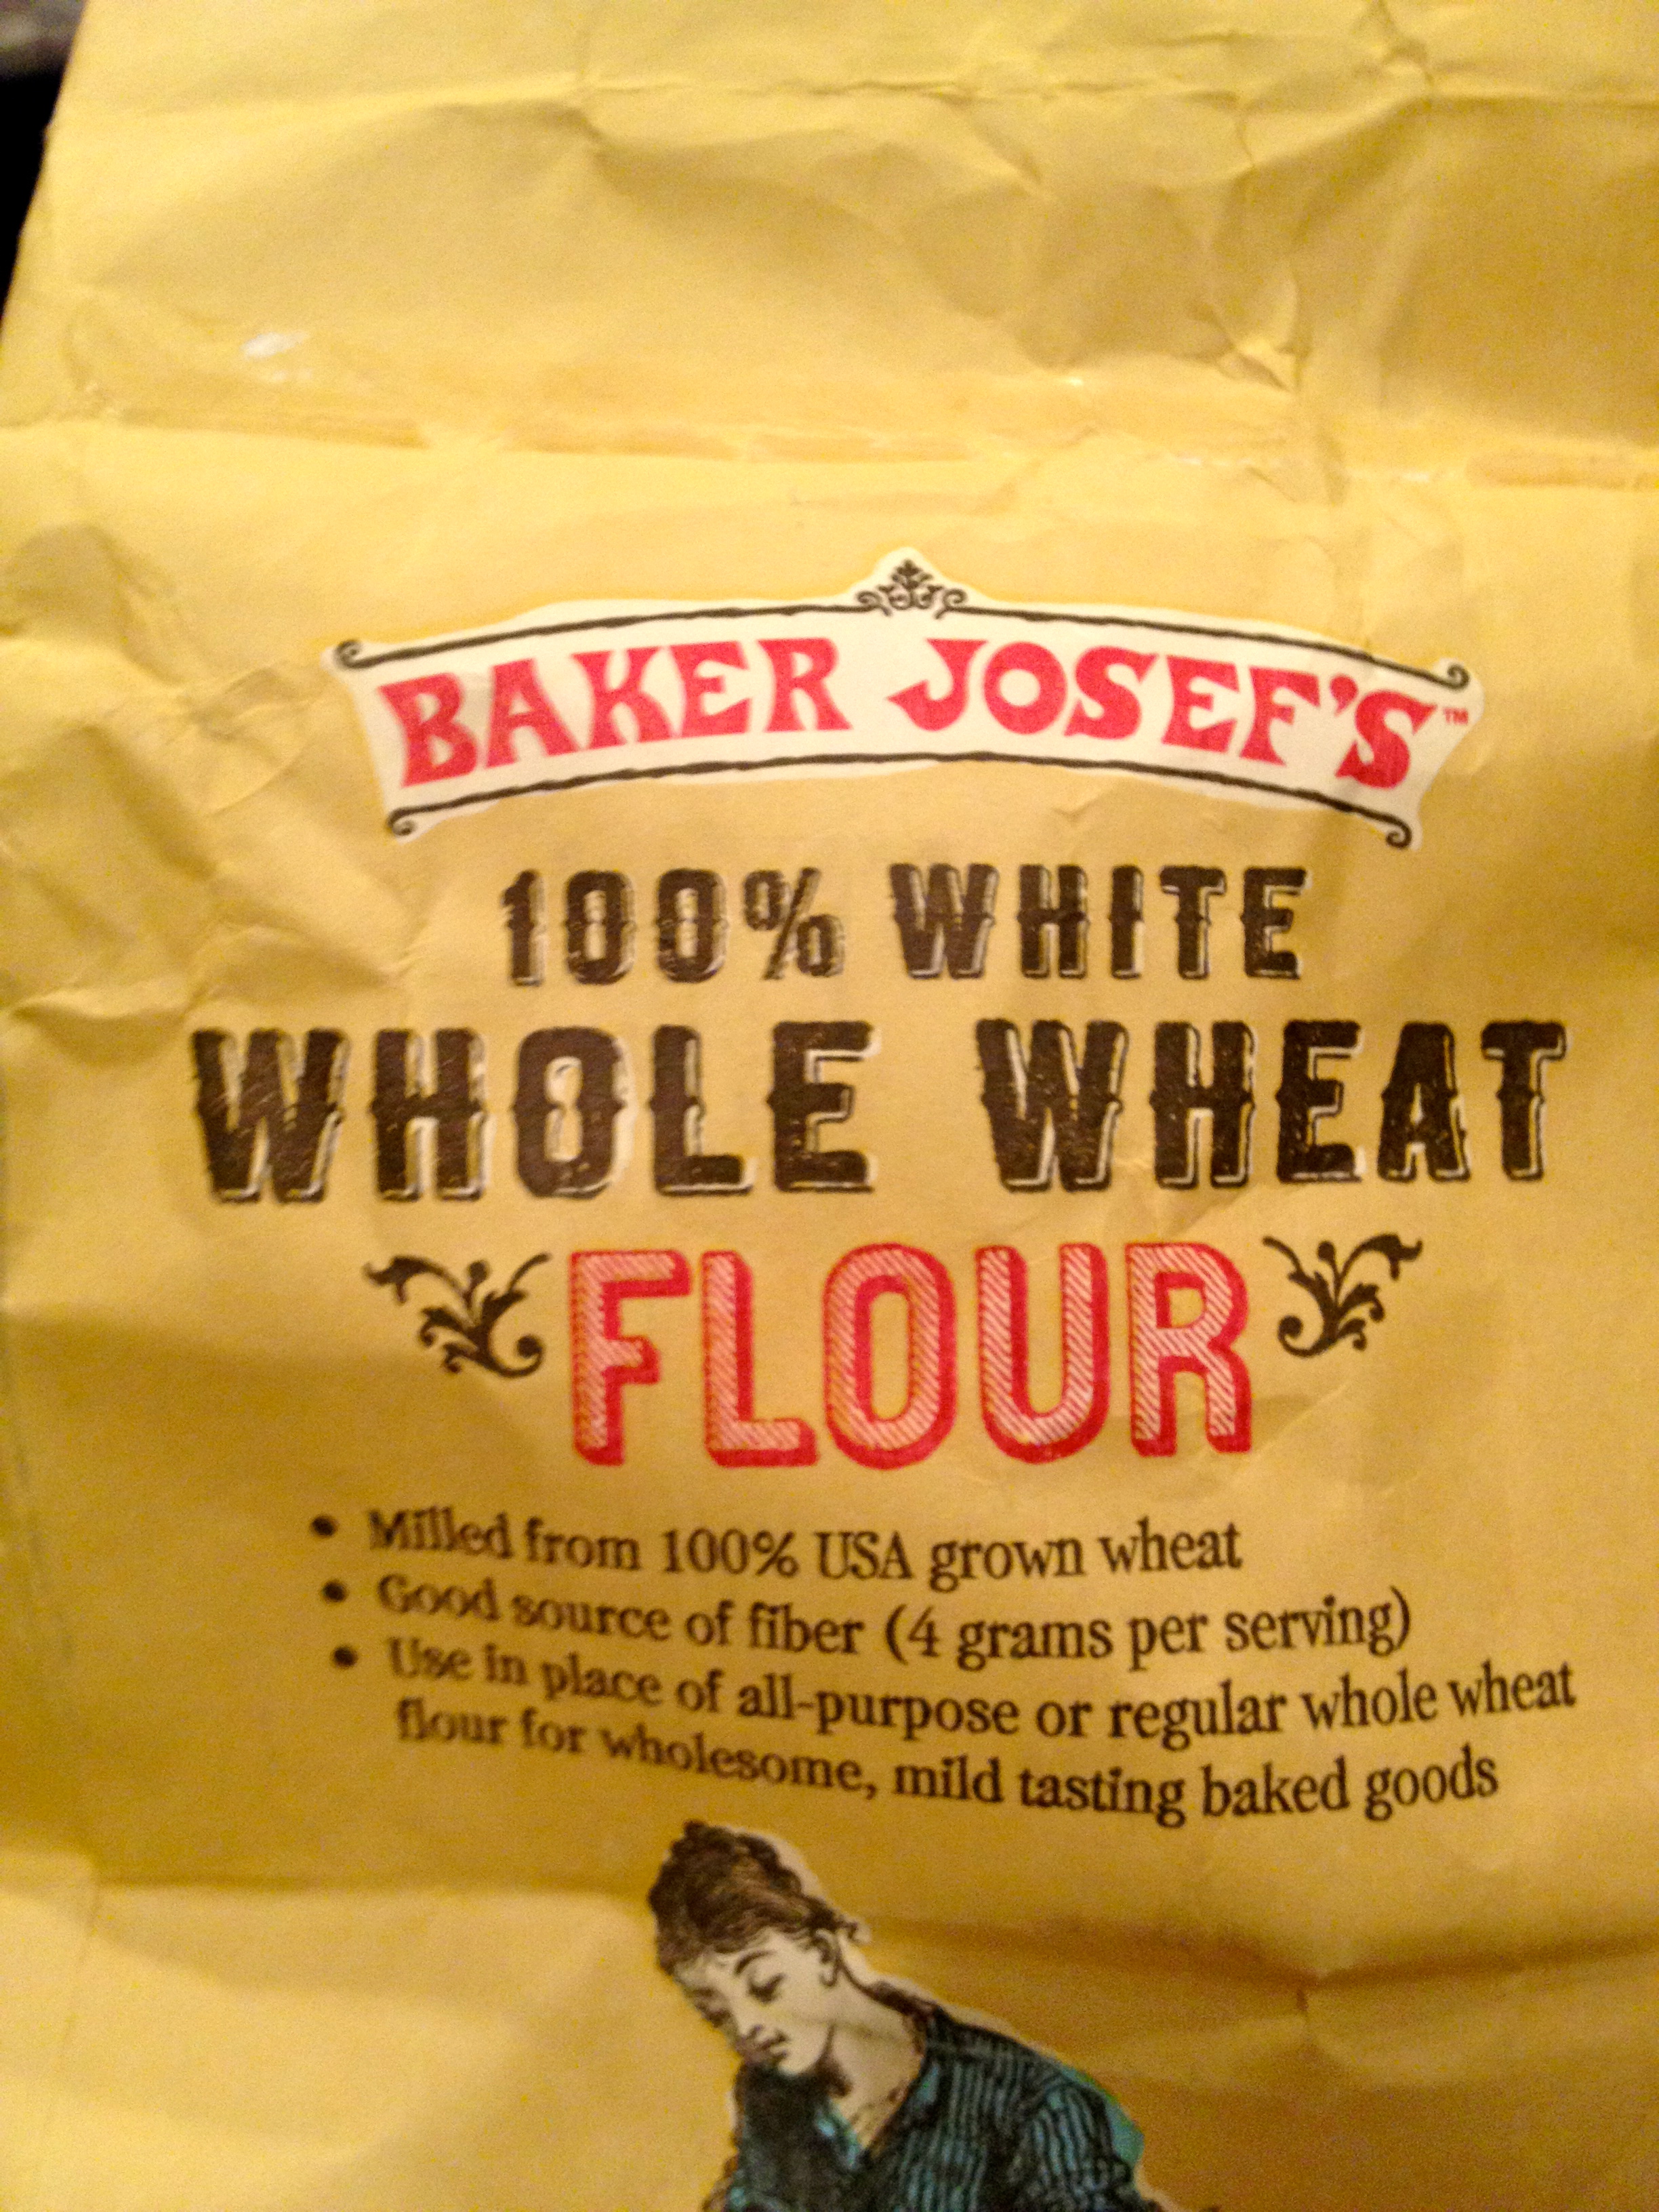 BAKER JOSEF'S™
100% WHITE
WHOLE WHEAT
FLOUR
• Milled from 100% USA grown wheat
• Good source of fiber (4 grams per serving)
• Use in place of all-purpose or regular whole wheat
flour for wholesome, mild tasting baked goods